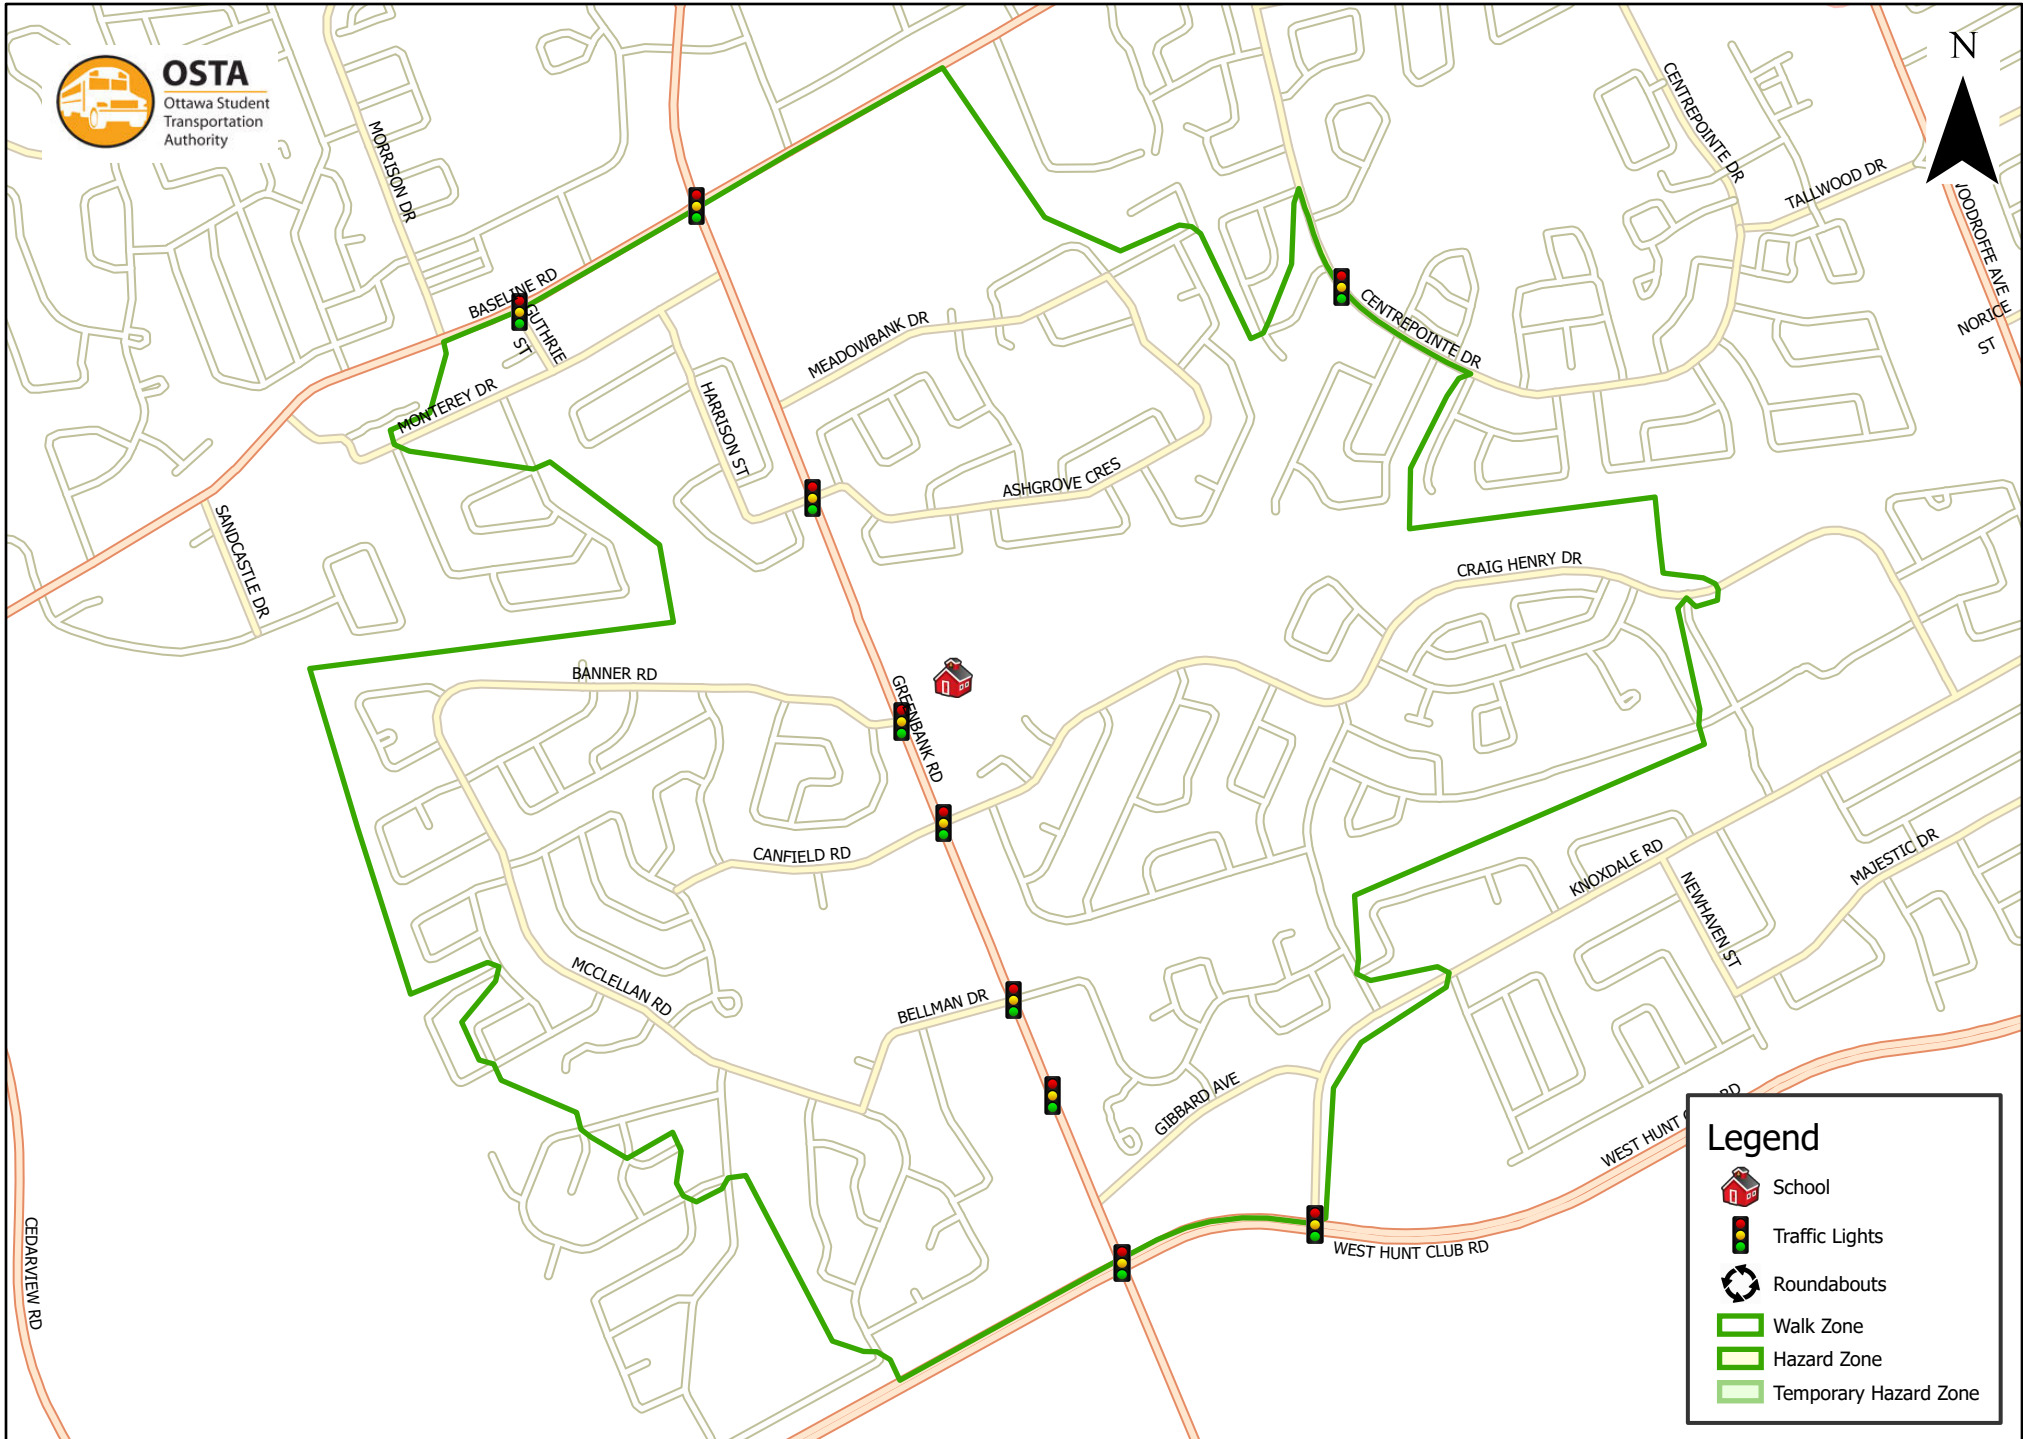 OSTA
Ottawa Student
Transportation
Authority
N
MORRISON DR
CENTREPOINTE DR
TALLWOOD DR
WOODROFFE AVE
NORICE
ST
BASELINE RD
GUTHRIE
ST
MONTEREY DR
HARRISON ST
MEADOWBANK DR
CENTREPOINTE DR
ASHGROVE CRES
SANDCASTLE DR
CRAIG HENRY DR
BANNER RD
GREENBANK RD
CANFIELD RD
KNOXDALE RD
MAJESTIC DR
NEWHAVEN ST
MCCLELLAN RD
BELLMAN DR
GIBBARD AVE
WEST HUNT
RD
WEST HUNT CLUB RD
CEDARVIEW RD
Legend
School
Traffic Lights
Roundabouts
Walk Zone
Hazard Zone
Temporary Hazard Zone